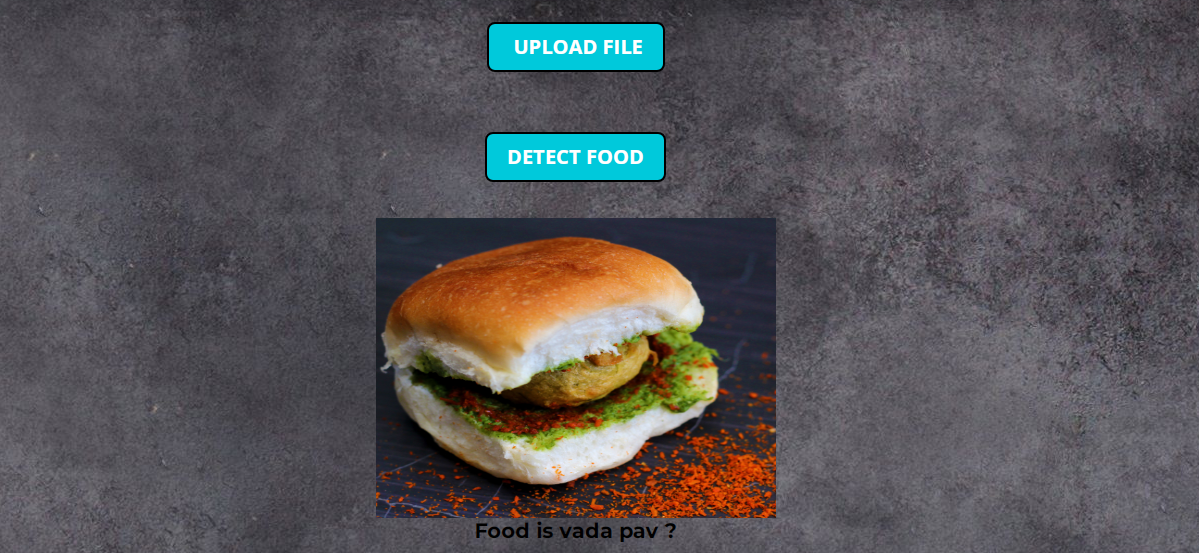 UPLOAD FILE
DETECT FOOD
Food is vada pav ?